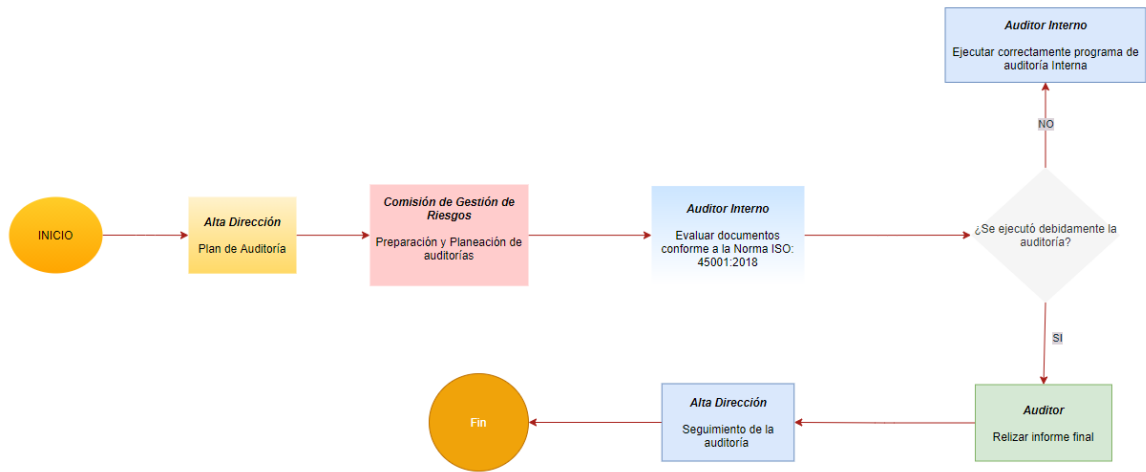 INICIO
Alta Dirección
Plan de Auditoría
Comisión de Gestión de
Riesgos
Preparación y Planeación de
auditorías
Auditor Interno
Evaluar documentos
conforme a la Norma ISO:
45001:2018
¿Se ejecutó debidamente la
auditoría?
NO
Auditor Interno
Ejecutar correctamente programa de
auditoría Interna
SI
Auditor
Relizar informe final
Alta Dirección
Seguimiento de la
auditoría
Fin